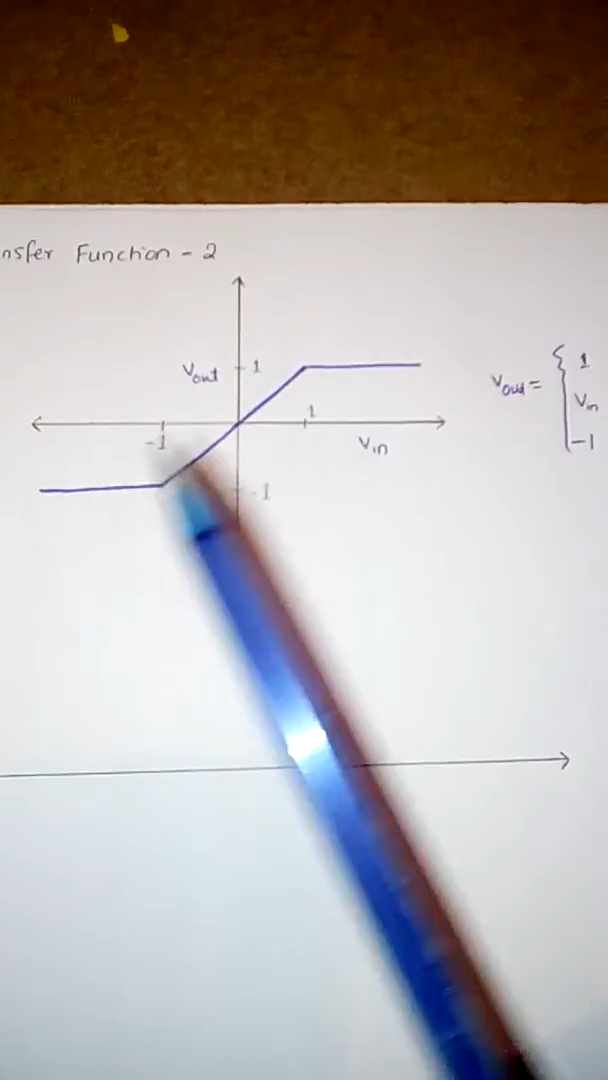 nsfer Function - 2
Vout
1
1
-1
Vin
-1
Vout = { 1
Vin
-1